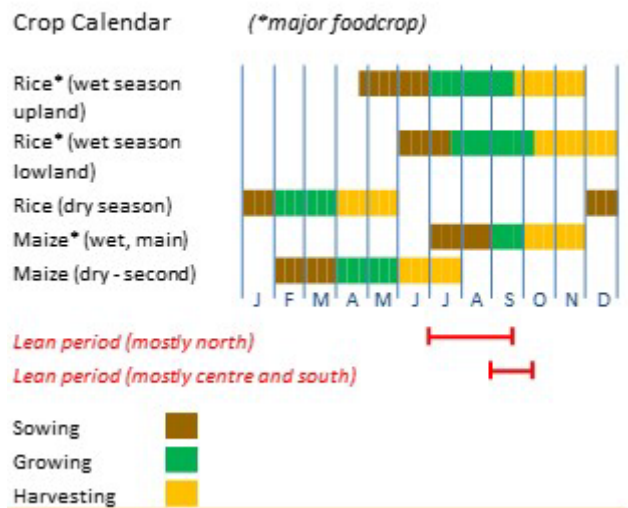 Crop Calendar (*major foodcrop)
Rice* (wet season
upland)
Rice* (wet season
lowland)
Rice (dry season)
Maize* (wet, main)
Maize (dry - second)
J F M A M J J A S O N D
Lean period (mostly north)
Lean period (mostly centre and south)
Sowing
Growing
Harvesting